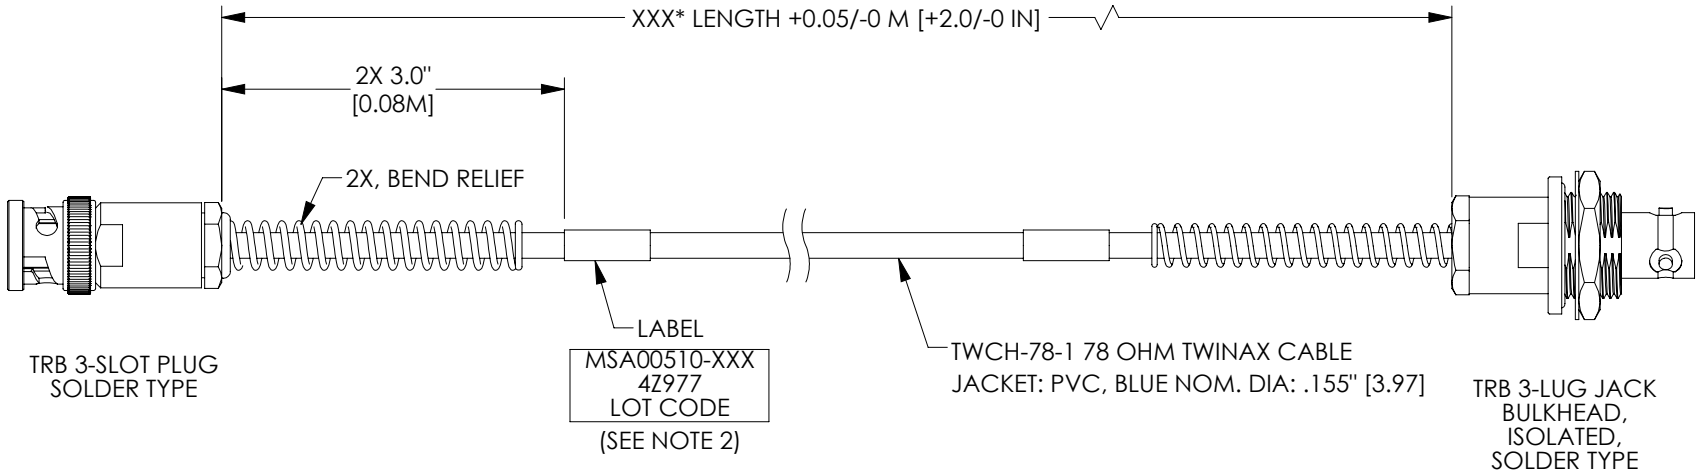 XXX* LENGTH +0.05/-0 M [+2.0/-0 IN]
2X 3.0"
[0.08M]
2X, BEND RELIEF
LABEL
MSA00510-XXX
4Z977
LOT CODE
(SEE NOTE 2)
TRB 3-SLOT PLUG
SOLDER TYPE
TWCH-78-1 78 OHM TWINAX CABLE
JACKET: PVC, BLUE NOM. DIA: .155" [3.97]
TRB 3-LUG JACK
BULKHEAD,
ISOLATED,
SOLDER TYPE